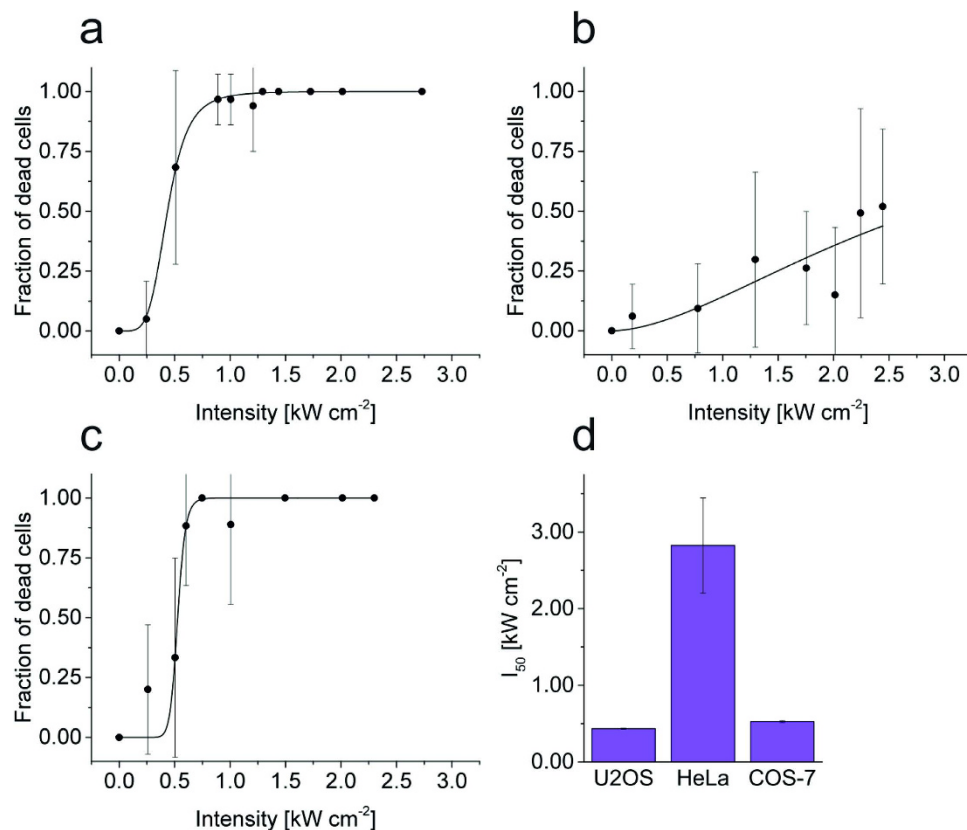 a
1.00
0.75
0.50
0.25
0.00
Fraction of dead cells
0.0 0.5 1.0 1.5 2.0 2.5 3.0
Intensity [kW cm⁻²]
b
1.00
0.75
0.50
0.25
0.00
Fraction of dead cells
0.0 0.5 1.0 1.5 2.0 2.5 3.0
Intensity [kW cm⁻²]
c
1.00
0.75
0.50
0.25
0.00
Fraction of dead cells
0.0 0.5 1.0 1.5 2.0 2.5 3.0
Intensity [kW cm⁻²]
d
3.00
2.00
1.00
0.00
I₅₀ [kW cm⁻²]
U2OS HeLa COS-7